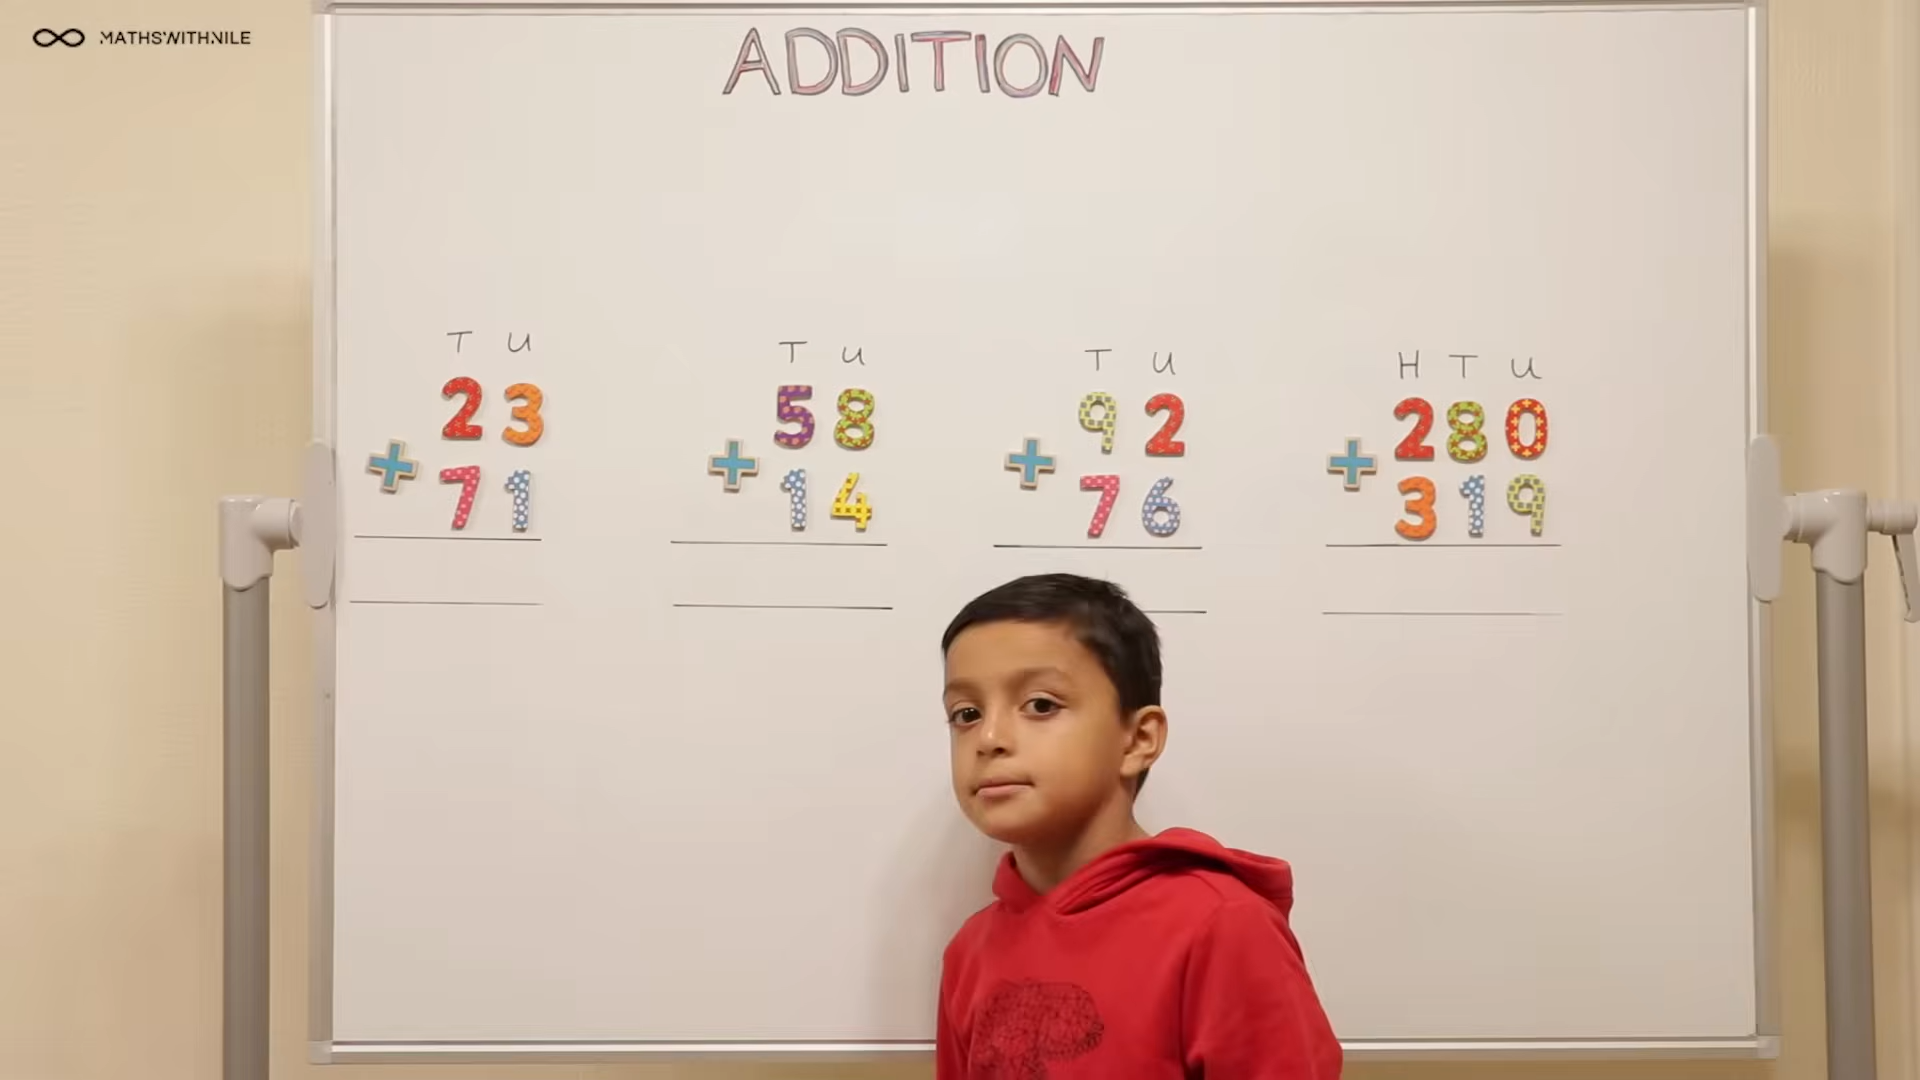 MATHSWITHNILE
ADDITION
T U
23
+ 71
T U
58
+ 14
T U
92
+ 76
H T U
280
+ 319